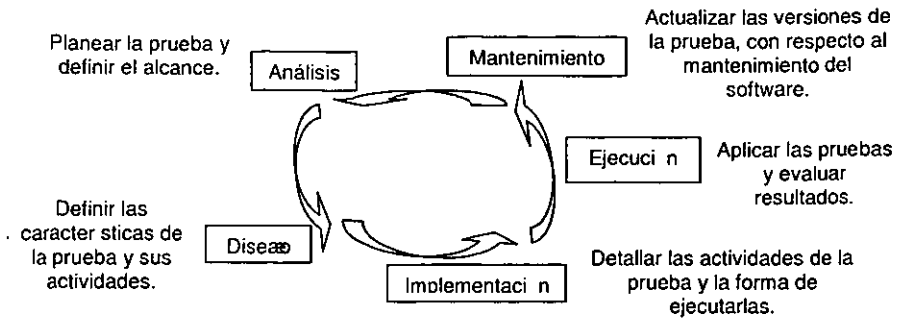 Planear la prueba y
definir el alcance.
Análisis
Mantenimiento
Actualizar las versiones de
la prueba, con respecto al
mantenimiento del
software.
Ejecuci n
Aplicar las pruebas
y evaluar
resultados.
Definir las
caracter sticas de
la prueba y sus
actividades.
Diseæo
Implementaci n
Detallar las actividades de la
prueba y la forma de
ejecutarlas.